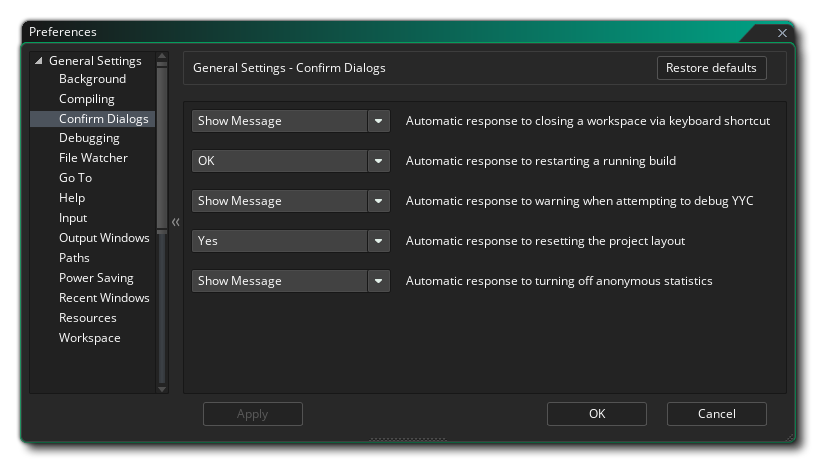 Preferences
General Settings
Background
Compiling
Confirm Dialogs
Debugging
File Watcher
Go To
Help
Input
Output Windows
Paths
Power Saving
Recent Windows
Resources
Workspace
General Settings - Confirm Dialogs
Restore defaults
Show Message Automatic response to closing a workspace via keyboard shortcut
OK Automatic response to restarting a running build
Show Message Automatic response to warning when attempting to debug YYC
Yes Automatic response to resetting the project layout
Show Message Automatic response to turning off anonymous statistics
Apply
OK
Cancel